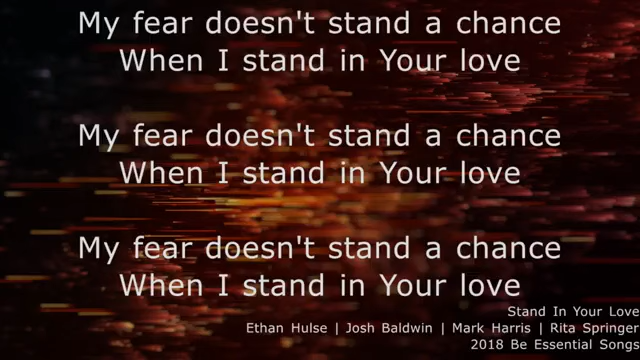 My fear doesn't stand a chance
When I stand in Your love
My fear doesn't stand a chance
When I stand in Your love
My fear doesn't stand a chance
When I stand in Your love
Stand In Your Love
Ethan Hulse | Josh Baldwin | Mark Harris | Rita Springer
2018 Be Essential Songs